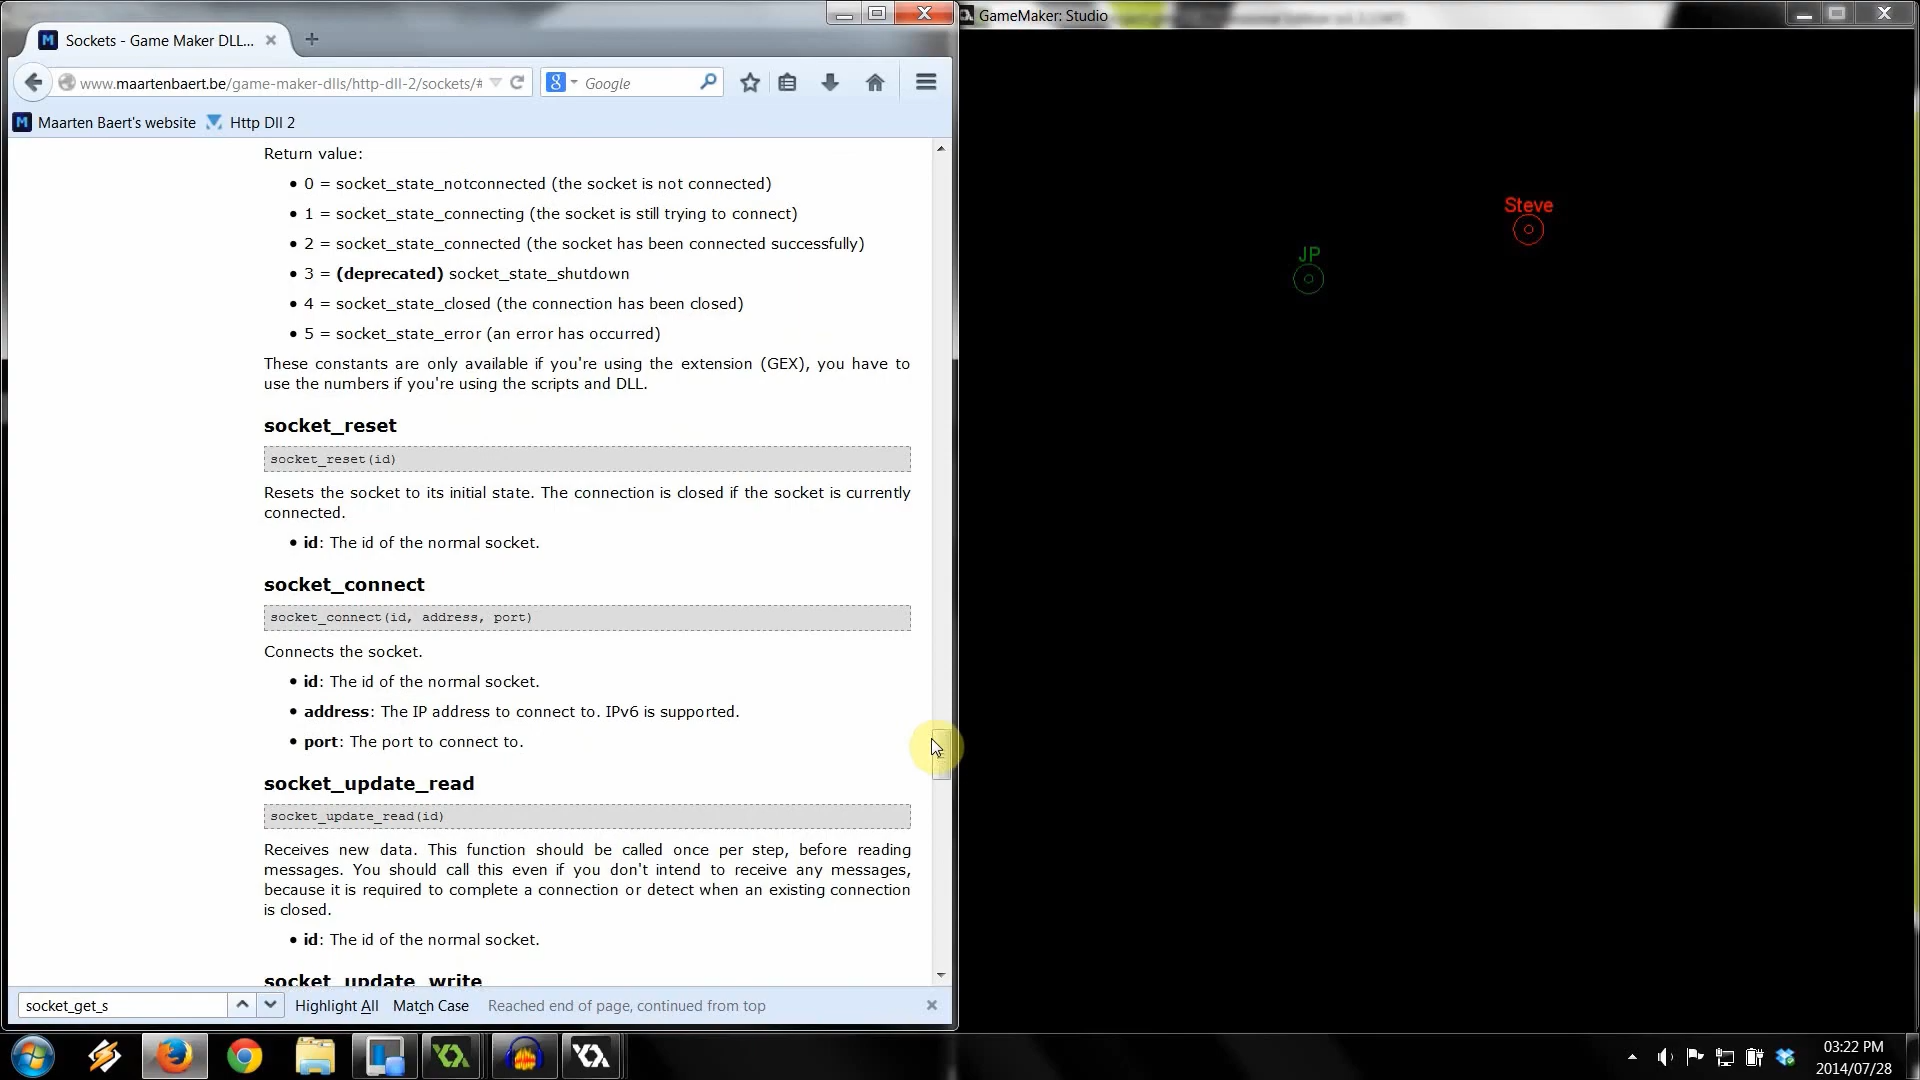 Sockets - Game Maker DLL...
www.maartenbaert.be/game-maker-dlls/http-dll-2/sockets/#
Google
Maarten Baert's website
Http Dll 2
Return value:
• 0 = socket_state_notconnected (the socket is not connected)
• 1 = socket_state_connecting (the socket is still trying to connect)
• 2 = socket_state_connected (the socket has been connected successfully)
• 3 = (deprecated) socket_state_shutdown
• 4 = socket_state_closed (the connection has been closed)
• 5 = socket_state_error (an error has occurred)
These constants are only available if you're using the extension (GEX), you have to
use the numbers if you're using the scripts and DLL.
socket_reset
socket_reset(id)
Resets the socket to its initial state. The connection is closed if the socket is currently
connected.
• id: The id of the normal socket.
socket_connect
socket_connect(id, address, port)
Connects the socket.
• id: The id of the normal socket.
• address: The IP address to connect to. IPv6 is supported.
• port: The port to connect to.
socket_update_read
socket_update_read(id)
Receives new data. This function should be called once per step, before reading
messages. You should call this even if you don't intend to receive any messages,
because it is required to complete a connection or detect when an existing connection
is closed.
• id: The id of the normal socket.
socket_update_write
socket_get_s
Highlight All
Match Case
Reached end of page, continued from top
GameMaker: Studio
Steve
JP
03:22 PM
2014/07/28